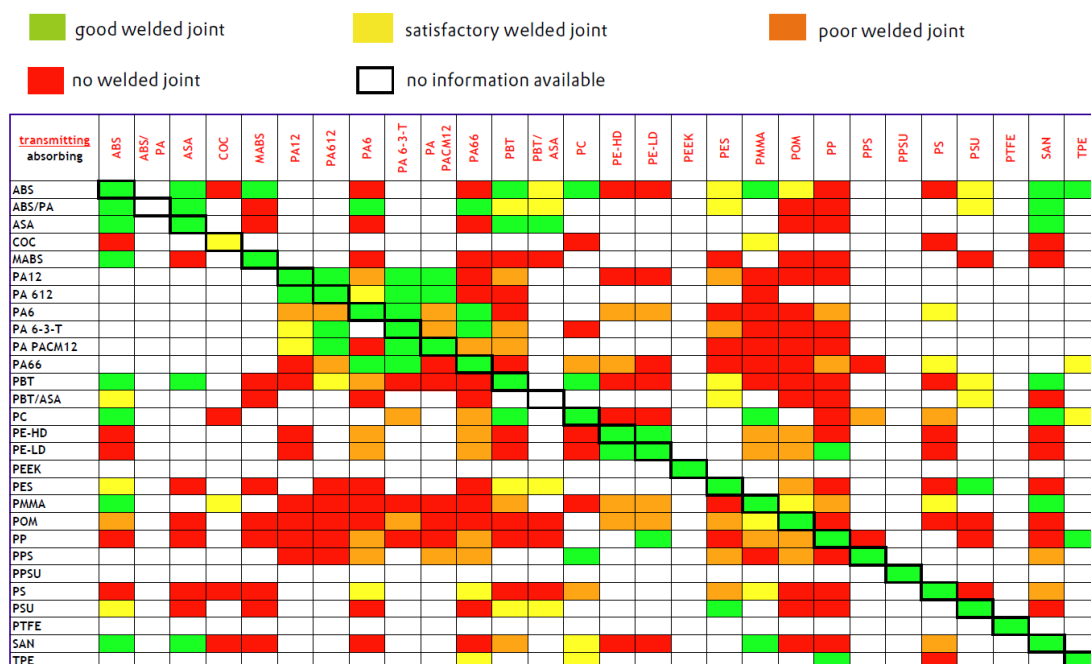 good welded joint satisfactory welded joint poor welded joint
no welded joint no information available
transmitting absorbing ABS ABS/ PA ASA COC MABS PA12 PA612 PA6 PA 6-3-T PA PACM12 PA66 PBT PBT/ ASA PC PE-HD PE-LD PEEK PES PMMA POM PP PPS PPSU PS PSU PTFE SAN TPE
ABS
ABS/PA
ASA
COC
MABS
PA12
PA 612
PA6
PA 6-3-T
PA PACM12
PA66
PBT
PBT/ASA
PC
PE-HD
PE-LD
PEEK
PES
PMMA
POM
PP
PPS
PPSU
PS
PSU
PTFE
SAN
TPE